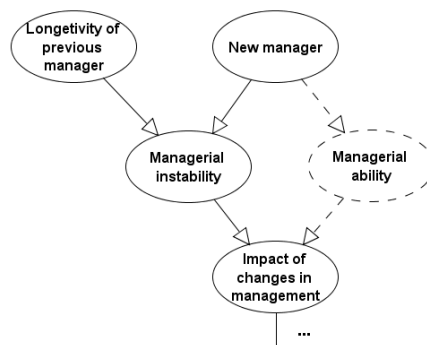 Longetivity of
previous
manager
New manager
Managerial
instability
Managerial
ability
Impact of
changes in
management
...